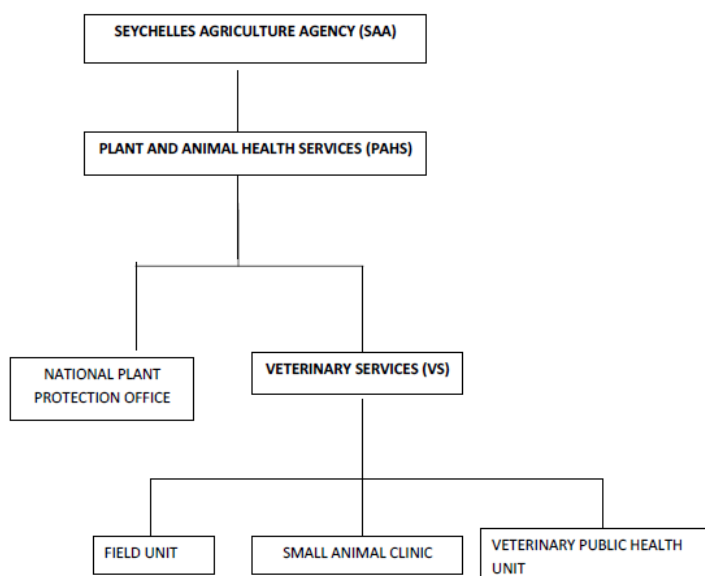 SEYCHELLES AGRICULTURE AGENCY (SAA)
PLANT AND ANIMAL HEALTH SERVICES (PAHS)
NATIONAL PLANT
PROTECTION OFFICE
VETERINARY SERVICES (VS)
FIELD UNIT
SMALL ANIMAL CLINIC
VETERINARY PUBLIC HEALTH
UNIT